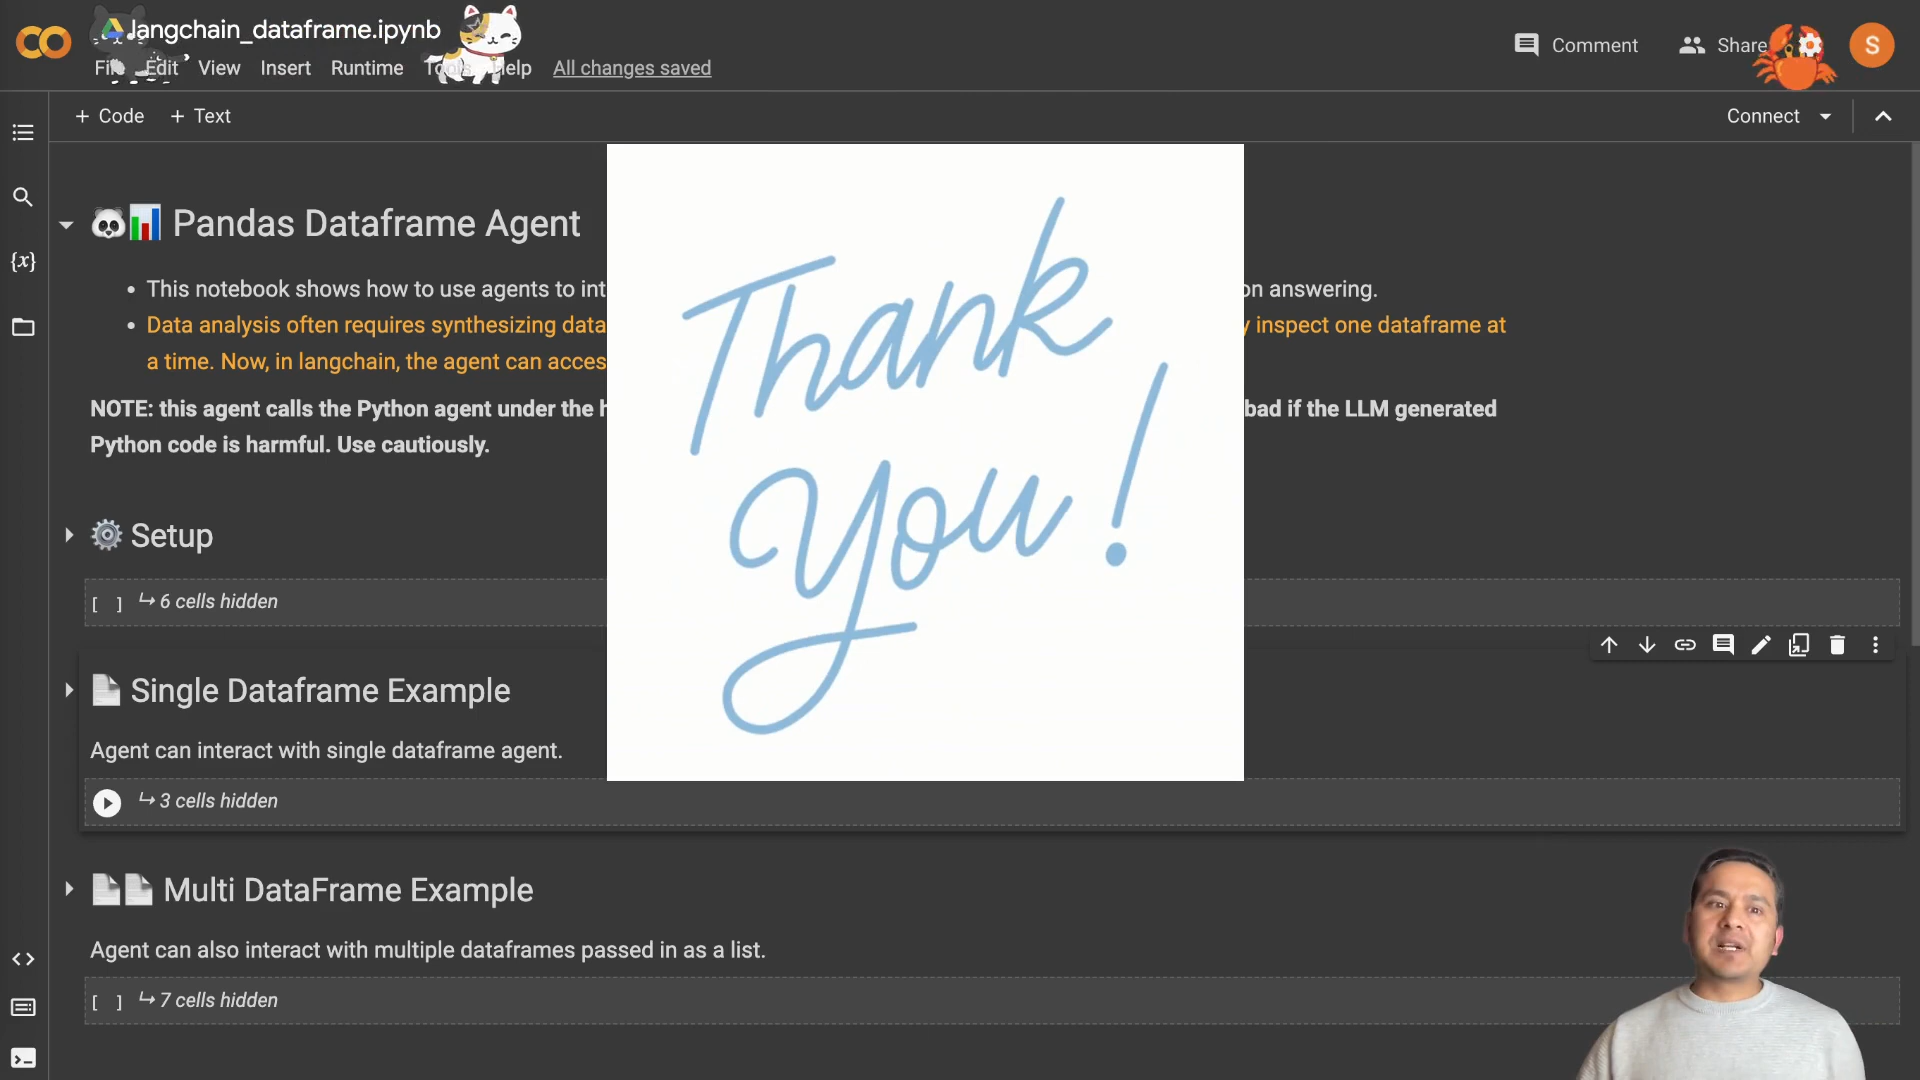 langchain_dataframe.ipynb
File Edit View Insert Runtime Tools Help All changes saved
Comment Share S
+ Code + Text Connect
{x}
Pandas Dataframe Agent
This notebook shows how to use agents to int
on answering.
Data analysis often requires synthesizing data
y inspect one dataframe at
a time. Now, in langchain, the agent can acces
NOTE: this agent calls the Python agent under the h
bad if the LLM generated
Python code is harmful. Use cautiously.
Thank
You!
Setup
[ ] 6 cells hidden
Single Dataframe Example
Agent can interact with single dataframe agent.
3 cells hidden
Multi DataFrame Example
Agent can also interact with multiple dataframes passed in as a list.
[ ] 7 cells hidden